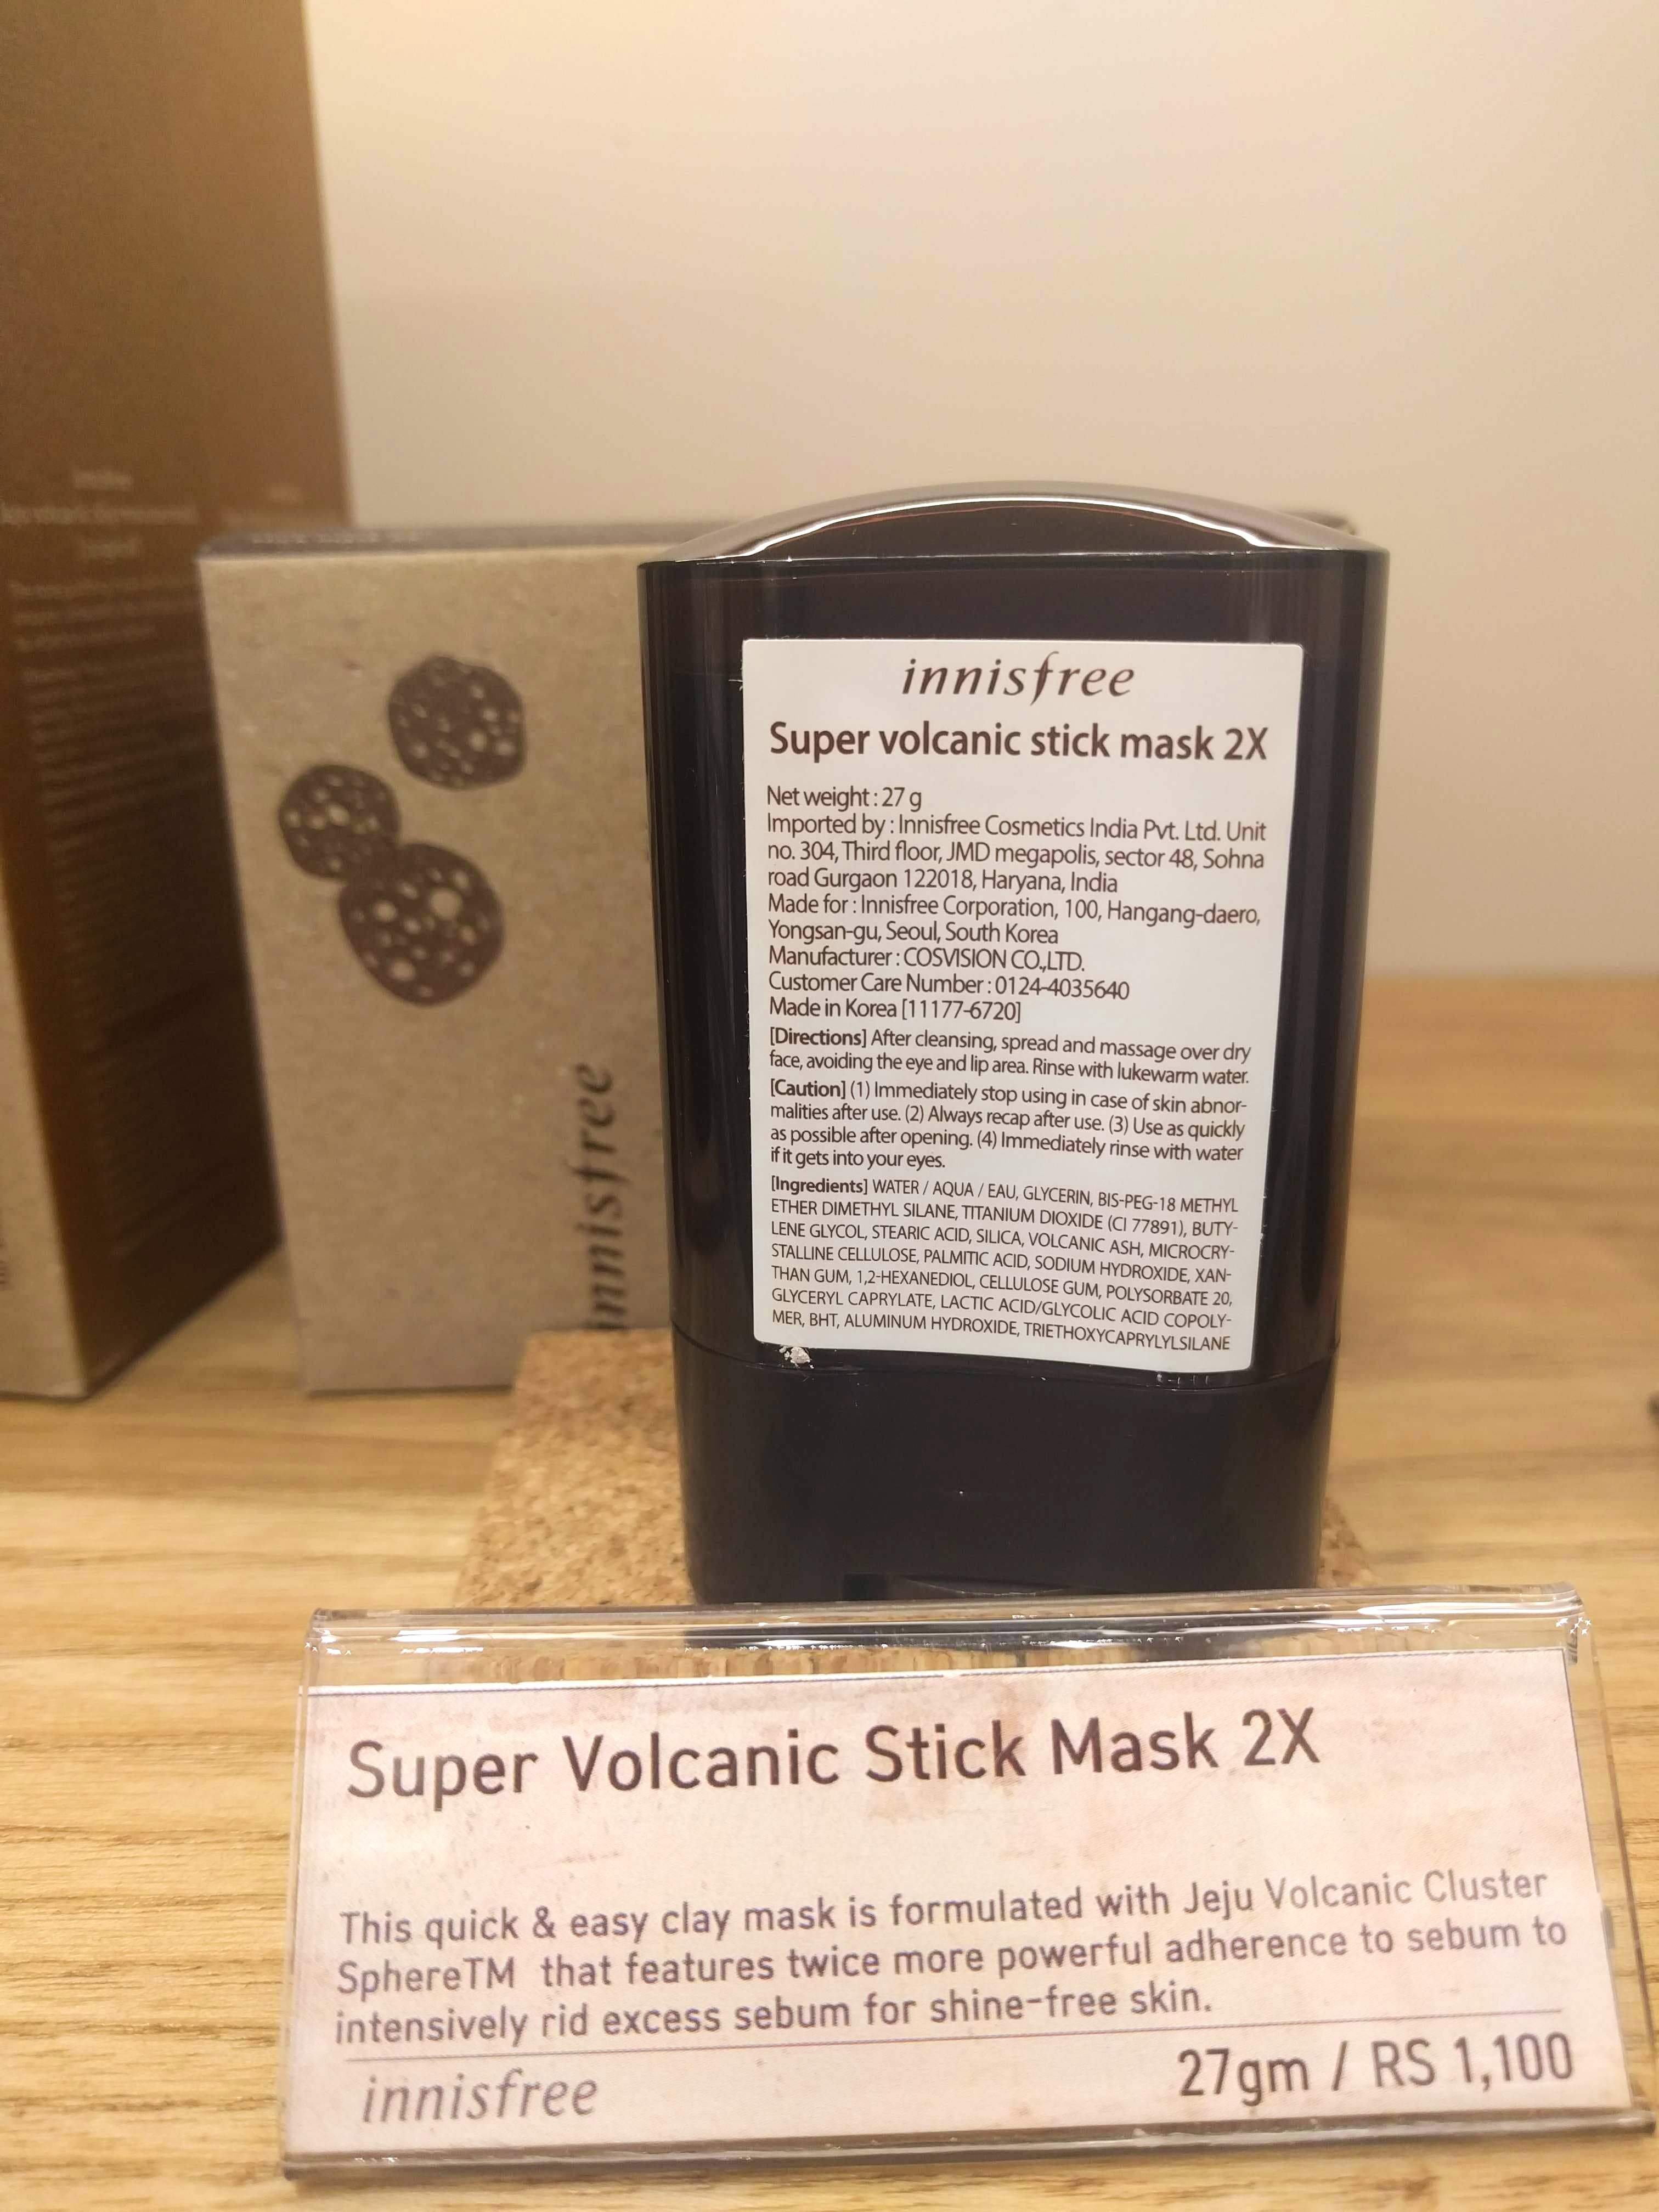 innisfree
innisfree
Super volcanic stick mask 2X
Net weight : 27 g
Imported by : Innisfree Cosmetics India Pvt. Ltd. Unit
no. 304, Third floor, JMD megapolis, sector 48, Sohna
road Gurgaon 122018, Haryana, India
Made for : Innisfree Corporation, 100, Hangang-daero,
Yongsan-gu, Seoul, South Korea
Manufacturer : COSVISION CO.,LTD.
Customer Care Number : 0124-4035640
Made in Korea [11177-6720]
[Directions] After cleansing, spread and massage over dry
face, avoiding the eye and lip area. Rinse with lukewarm water.
[Caution] (1) Immediately stop using in case of skin abnor-
malities after use. (2) Always recap after use. (3) Use as quickly
as possible after opening. (4) Immediately rinse with water
if it gets into your eyes.
[Ingredients] WATER / AQUA / EAU, GLYCERIN, BIS-PEG-18 METHYL
ETHER DIMETHYL SILANE, TITANIUM DIOXIDE (CI 77891), BUTY-
LENE GLYCOL, STEARIC ACID, SILICA, VOLCANIC ASH, MICROCRY-
STALLINE CELLULOSE, PALMITIC ACID, SODIUM HYDROXIDE, XAN-
THAN GUM, 1,2-HEXANEDIOL, CELLULOSE GUM, POLYSORBATE 20,
GLYCERYL CAPRYLATE, LACTIC ACID/GLYCOLIC ACID COPOLY-
MER, BHT, ALUMINUM HYDROXIDE, TRIETHOXYCAPRYLYLSILANE
Super Volcanic Stick Mask 2X
This quick & easy clay mask is formulated with Jeju Volcanic Cluster
SphereTM that features twice more powerful adherence to sebum to
intensively rid excess sebum for shine-free skin.
innisfree
27gm / RS 1,100